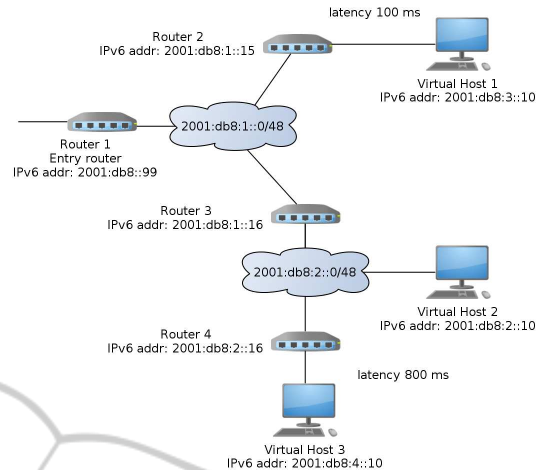 latency 100 ms
Router 2
IPv6 addr: 2001:db8:1::15
Virtual Host 1
IPv6 addr: 2001:db8:3::10
2001:db8:1::0/48
Router 1
Entry router
IPv6 addr: 2001:db8::99
Router 3
IPv6 addr: 2001:db8:1::16
2001:db8:2::0/48
Virtual Host 2
IPv6 addr: 2001:db8:2::10
Router 4
IPv6 addr: 2001:db8:2::16
latency 800 ms
Virtual Host 3
IPv6 addr: 2001:db8:4::10